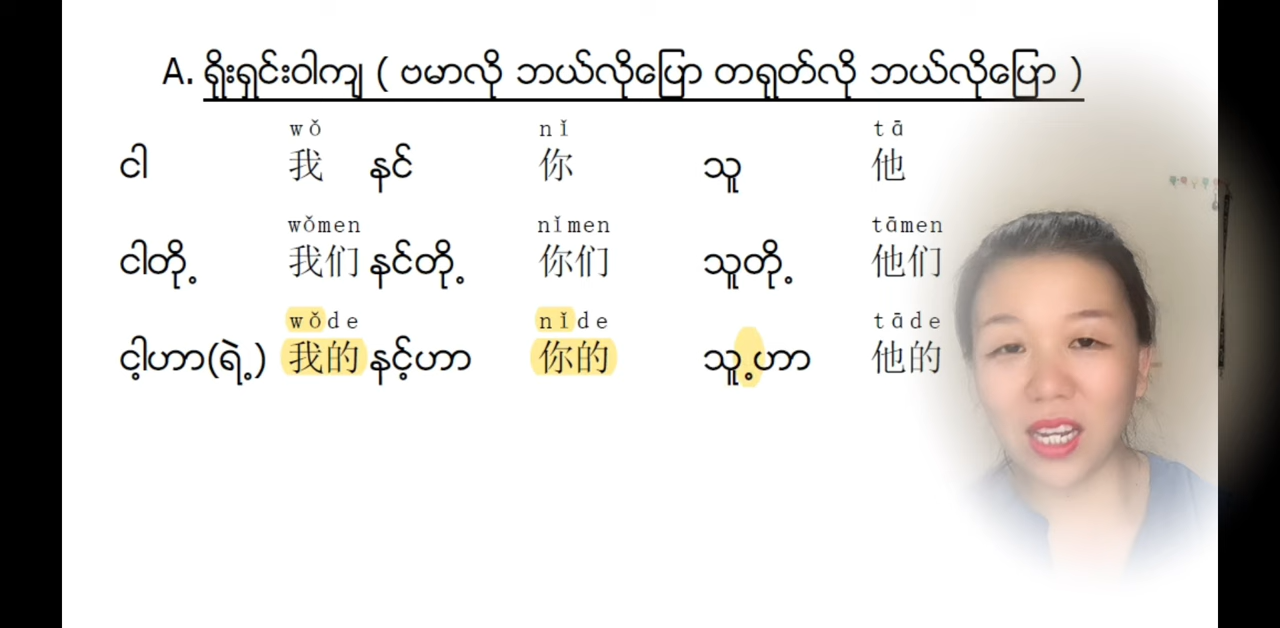 A. ရိုးရှင်းဝါကျ ( ဗမာလို ဘယ်လိုပြော တရုတ်လို ဘယ်လိုပြော )
wǒ nǐ tā
ငါ 我 နင် 你 သူ 他
wǒmen nǐmen tāmen
ငါတို့ 我们 နင်တို့ 你们 သူတို့ 他们
wǒde nǐde tāde
ငါ့ဟာ(ရဲ့) 我的 နင့်ဟာ 你的 သူ့ဟာ 他的